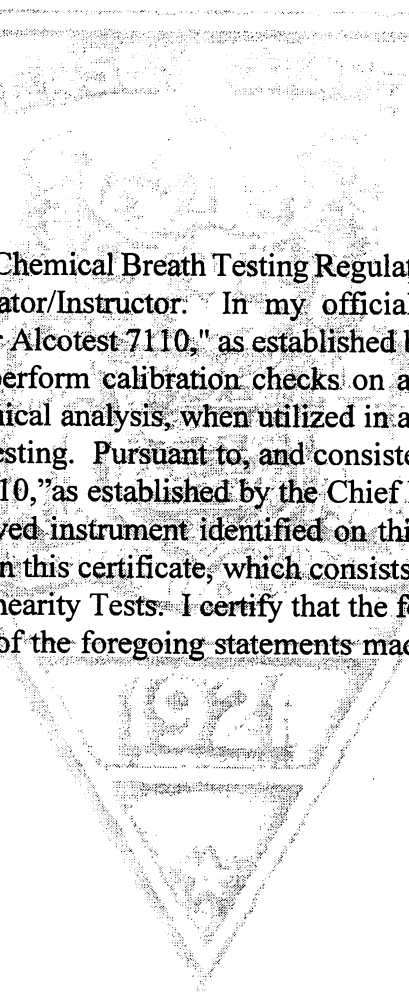 Chemical Breath Testing Regulat
ator/Instructor. In my official
Alcotest 7110," as established b
perform calibration checks on a
nical analysis, when utilized in a
esting. Pursuant to, and consiste
10,"as established by the Chief
ved instrument identified on thi
n this certificate, which consists
nearity Tests. I certify that the f
of the foregoing statements mad
1921